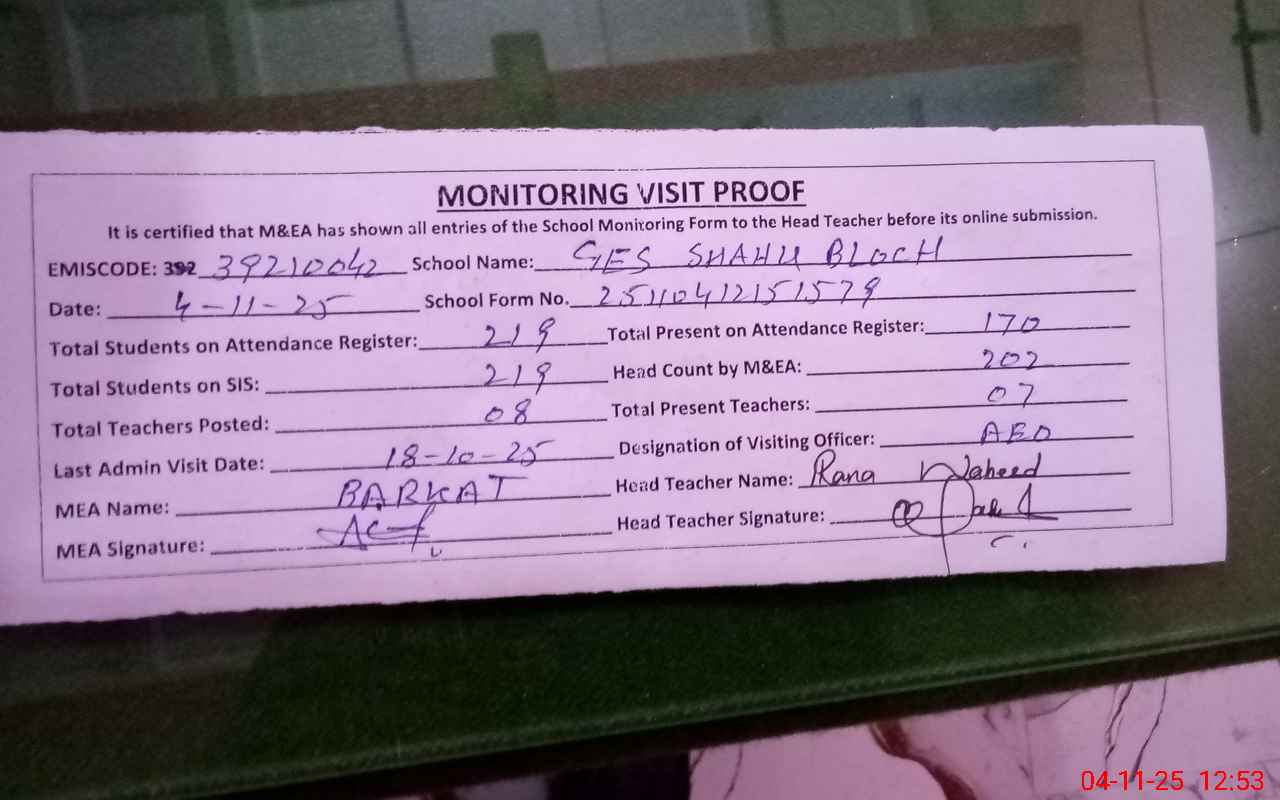 MONITORING VISIT PROOF
It is certified that M&EA has shown all entries of the School Monitoring Form to the Head Teacher before its online submission.
EMISCODE: 392 39210042 School Name: GES SHAHU BLOCH
Date: 4-11-25 School Form No. 25110412151579
Total Students on Attendance Register: 219 Total Present on Attendance Register: 170
Total Students on SIS: 219 Head Count by M&EA: 202
Total Teachers Posted: 08 Total Present Teachers: 07
Last Admin Visit Date: 18-10-25 Designation of Visiting Officer: AEO
MEA Name: BARKAT Head Teacher Name: Rana Waheed
MEA Signature: Head Teacher Signature:
04-11-25 12:53